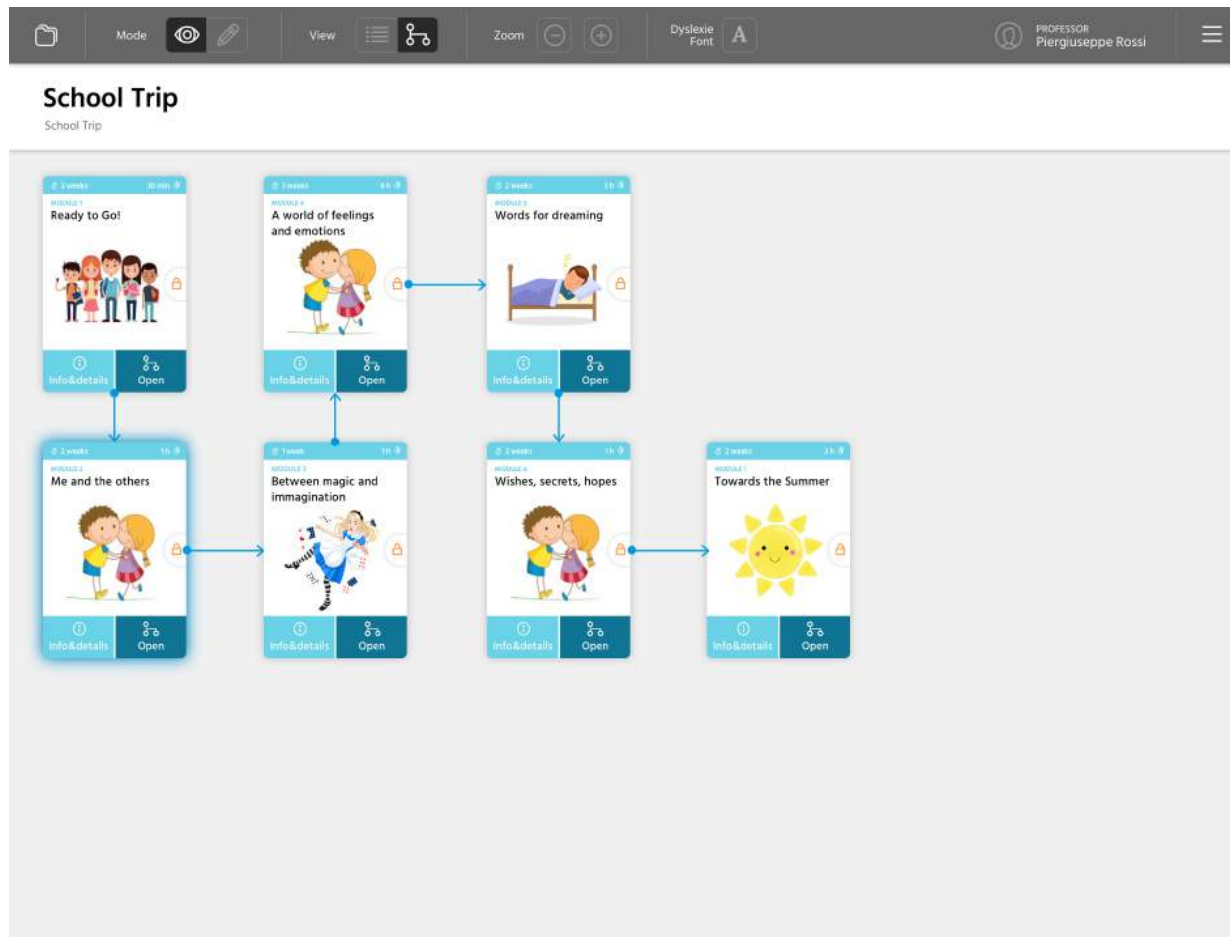 Mode
View
Zoom
Dyslexie
Font
A
PROFESSOR
Piergiuseppe Rossi
School Trip
School Trip
2 weeks 30 min
MODULE 1
Ready to Go!
Info&details Open
3 weeks 4 h
MODULE 4
A world of feelings
and emotions
Info&details Open
2 weeks
MODULE 5
Words for dreaming
Info&details Open
2 weeks 1 h
MODULE 2
Me and the others
Info&details Open
1 week 1 h
MODULE 3
Between magic and
immagination
Info&details Open
2 weeks 1 h
MODULE 6
Wishes, secrets, hopes
Info&details Open
2 weeks 3 h
MODULE 7
Towards the Summer
Info&details Open